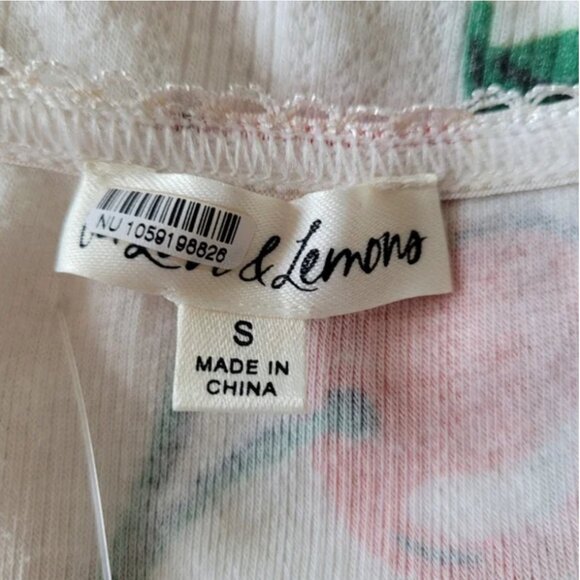 NU 1059198826
& Lemons
S
MADE IN
CHINA